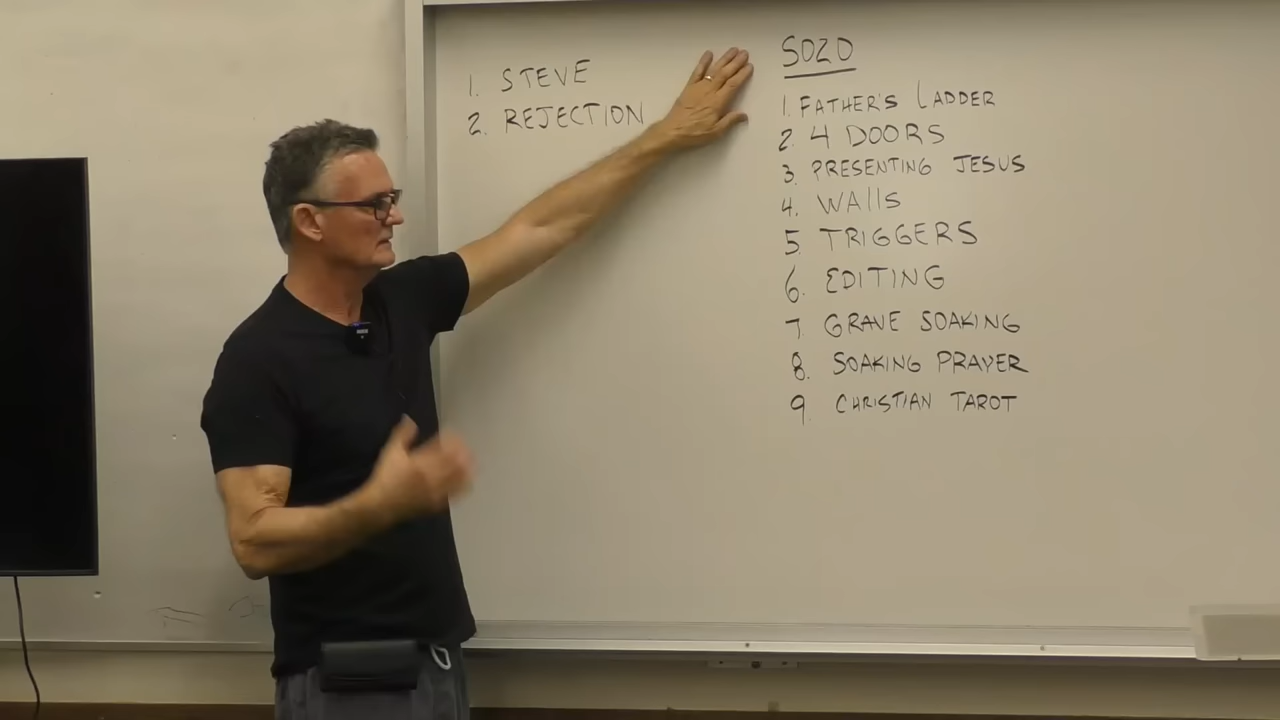 1. STEVE
2. REJECTION
SOZO
1. FATHER'S LADDER
2. 4 DOORS
3. PRESENTING JESUS
4. WAllS
5. TRIGGERS
6. EDITING
7. GRAVE SOAKING
8. SOAKING PRAYER
9. CHRISTIAN TAROT